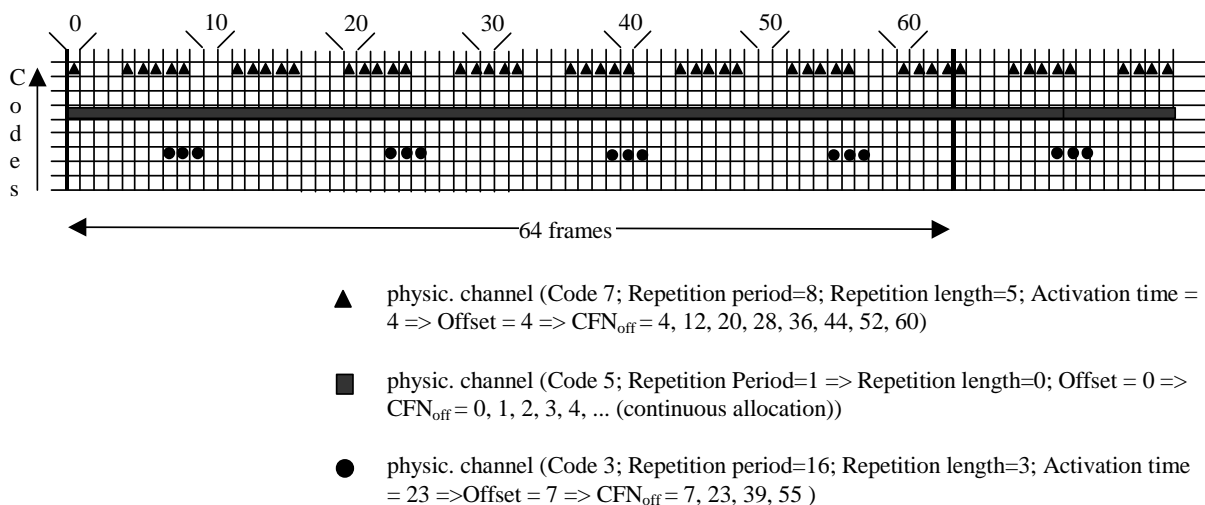 0 10 20 30 40 50 60
C
o
d
e
s
64 frames
physic. channel (Code 7; Repetition period=8; Repetition length=5; Activation time =
4 => Offset = 4 => CFNoff = 4, 12, 20, 28, 36, 44, 52, 60)
physic. channel (Code 5; Repetition Period=1 => Repetition length=0; Offset = 0 =>
CFNoff = 0, 1, 2, 3, 4, ... (continuous allocation))
physic. channel (Code 3; Repetition period=16; Repetition length=3; Activation time
= 23 =>Offset = 7 => CFNoff = 7, 23, 39, 55 )